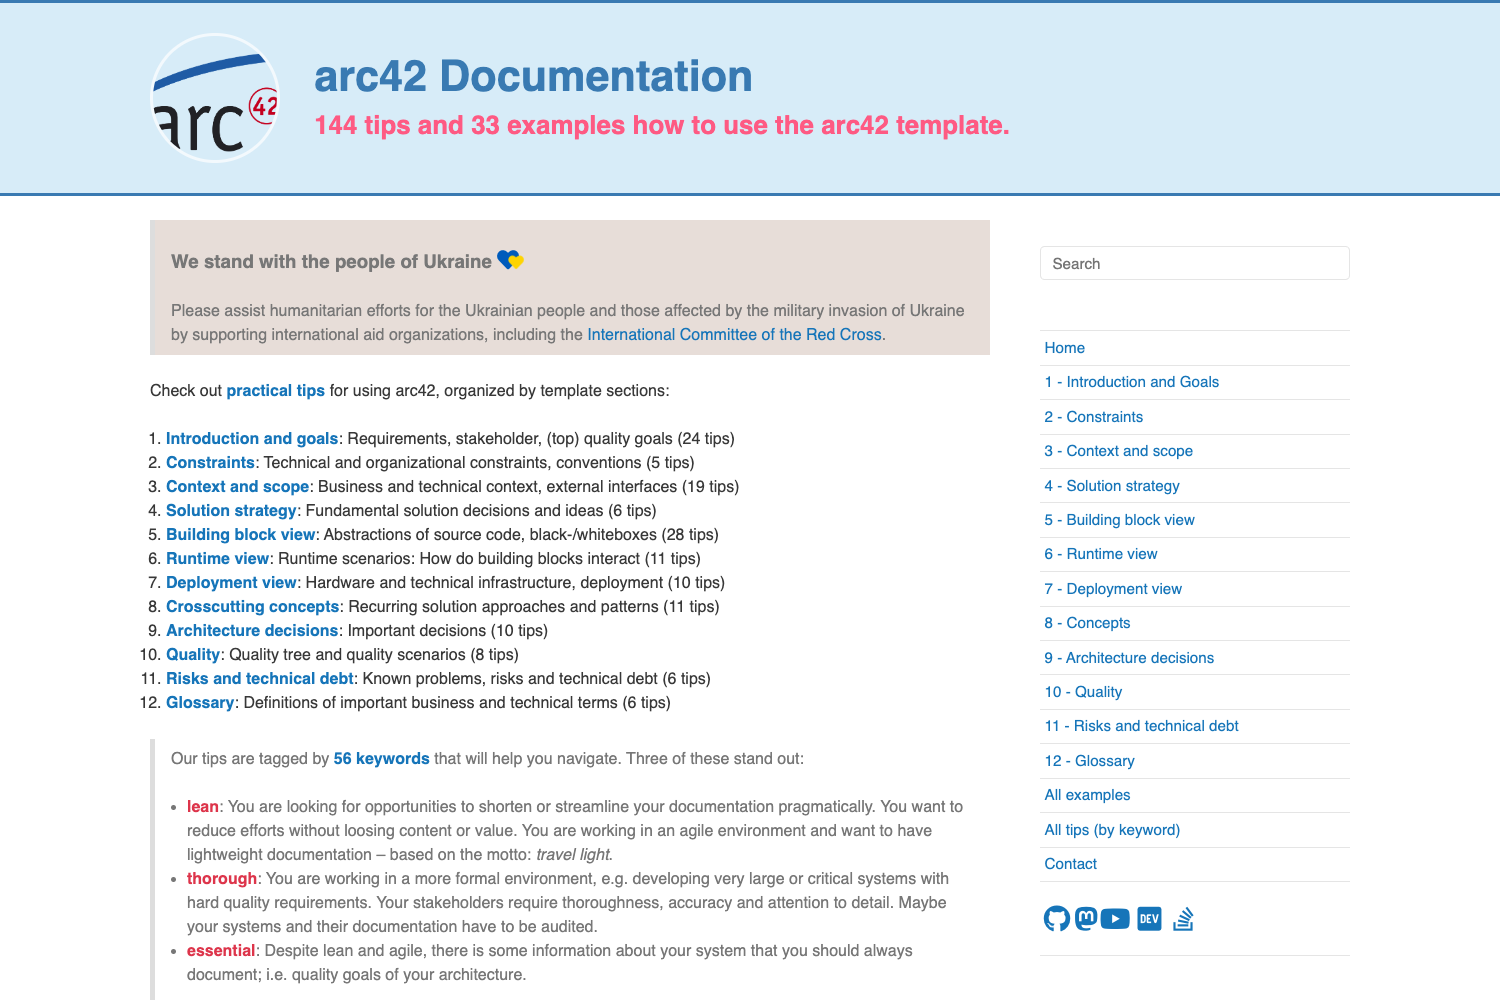 arc 42
arc42 Documentation
144 tips and 33 examples how to use the arc42 template.
We stand with the people of Ukraine
Please assist humanitarian efforts for the Ukrainian people and those affected by the military invasion of Ukraine
by supporting international aid organizations, including the International Committee of the Red Cross.
Check out practical tips for using arc42, organized by template sections:
1. Introduction and goals: Requirements, stakeholder, (top) quality goals (24 tips)
2. Constraints: Technical and organizational constraints, conventions (5 tips)
3. Context and scope: Business and technical context, external interfaces (19 tips)
4. Solution strategy: Fundamental solution decisions and ideas (6 tips)
5. Building block view: Abstractions of source code, black-/whiteboxes (28 tips)
6. Runtime view: Runtime scenarios: How do building blocks interact (11 tips)
7. Deployment view: Hardware and technical infrastructure, deployment (10 tips)
8. Crosscutting concepts: Recurring solution approaches and patterns (11 tips)
9. Architecture decisions: Important decisions (10 tips)
10. Quality: Quality tree and quality scenarios (8 tips)
11. Risks and technical debt: Known problems, risks and technical debt (6 tips)
12. Glossary: Definitions of important business and technical terms (6 tips)
Our tips are tagged by 56 keywords that will help you navigate. Three of these stand out:
• lean: You are looking for opportunities to shorten or streamline your documentation pragmatically. You want to
reduce efforts without loosing content or value. You are working in an agile environment and want to have
lightweight documentation – based on the motto: travel light.
• thorough: You are working in a more formal environment, e.g. developing very large or critical systems with
hard quality requirements. Your stakeholders require thoroughness, accuracy and attention to detail. Maybe
your systems and their documentation have to be audited.
• essential: Despite lean and agile, there is some information about your system that you should always
document; i.e. quality goals of your architecture.
Search
Home
1 - Introduction and Goals
2 - Constraints
3 - Context and scope
4 - Solution strategy
5 - Building block view
6 - Runtime view
7 - Deployment view
8 - Concepts
9 - Architecture decisions
10 - Quality
11 - Risks and technical debt
12 - Glossary
All examples
All tips (by keyword)
Contact
DEV